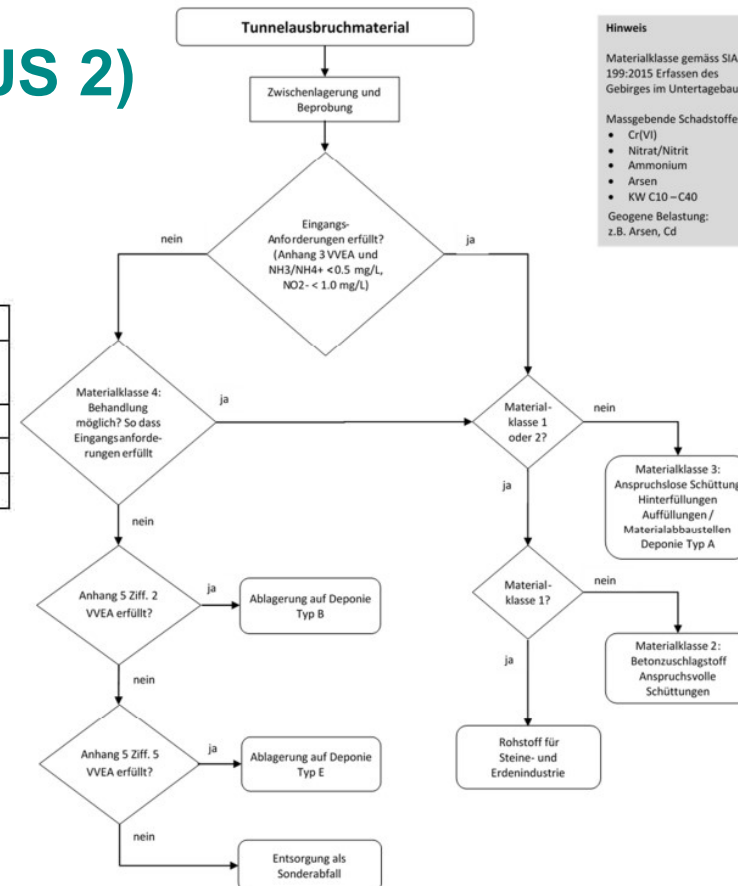 US 2)
Tunnelausbruchmaterial
Zwischenlagerung und
Beprobung
Hinweis
Materialklasse gemäss SIA
199:2015 Erfassen des
Gebirges im Untertagebau
Massgebende Schadstoffe
• Cr(VI)
• Nitrat/Nitrit
• Ammonium
• Arsen
• KW C10 – C40
Geogene Belastung:
z.B. Arsen, Cd
Eingangs-
Anforderungen erfüllt?
(Anhang 3 VVEA und
NH3/NH4+ < 0.5 mg/L,
NO2- < 1.0 mg/L)
nein
ja
Materialklasse 4:
Behandlung
möglich? So dass
Eingangsanforde-
rungen erfüllt
ja
nein
Material-
klasse 1
oder 2?
nein
ja
Materialklasse 3:
Anspruchslose Schüttung
Hinterfüllungen
Auffüllungen /
Materialabbaustellen
Deponie Typ A
Anhang 5 Ziff. 2
VVEA erfüllt?
ja
nein
Ablagerung auf Deponie
Typ B
Material-
klasse 1?
nein
ja
Materialklasse 2:
Betonzuschlagstoff
Anspruchsvolle
Schüttungen
Rohstoff für
Steine- und
Erdenindustrie
Anhang 5 Ziff. 5
VVEA erfüllt?
ja
nein
Ablagerung auf Deponie
Typ E
Entsorgung als
Sonderabfall